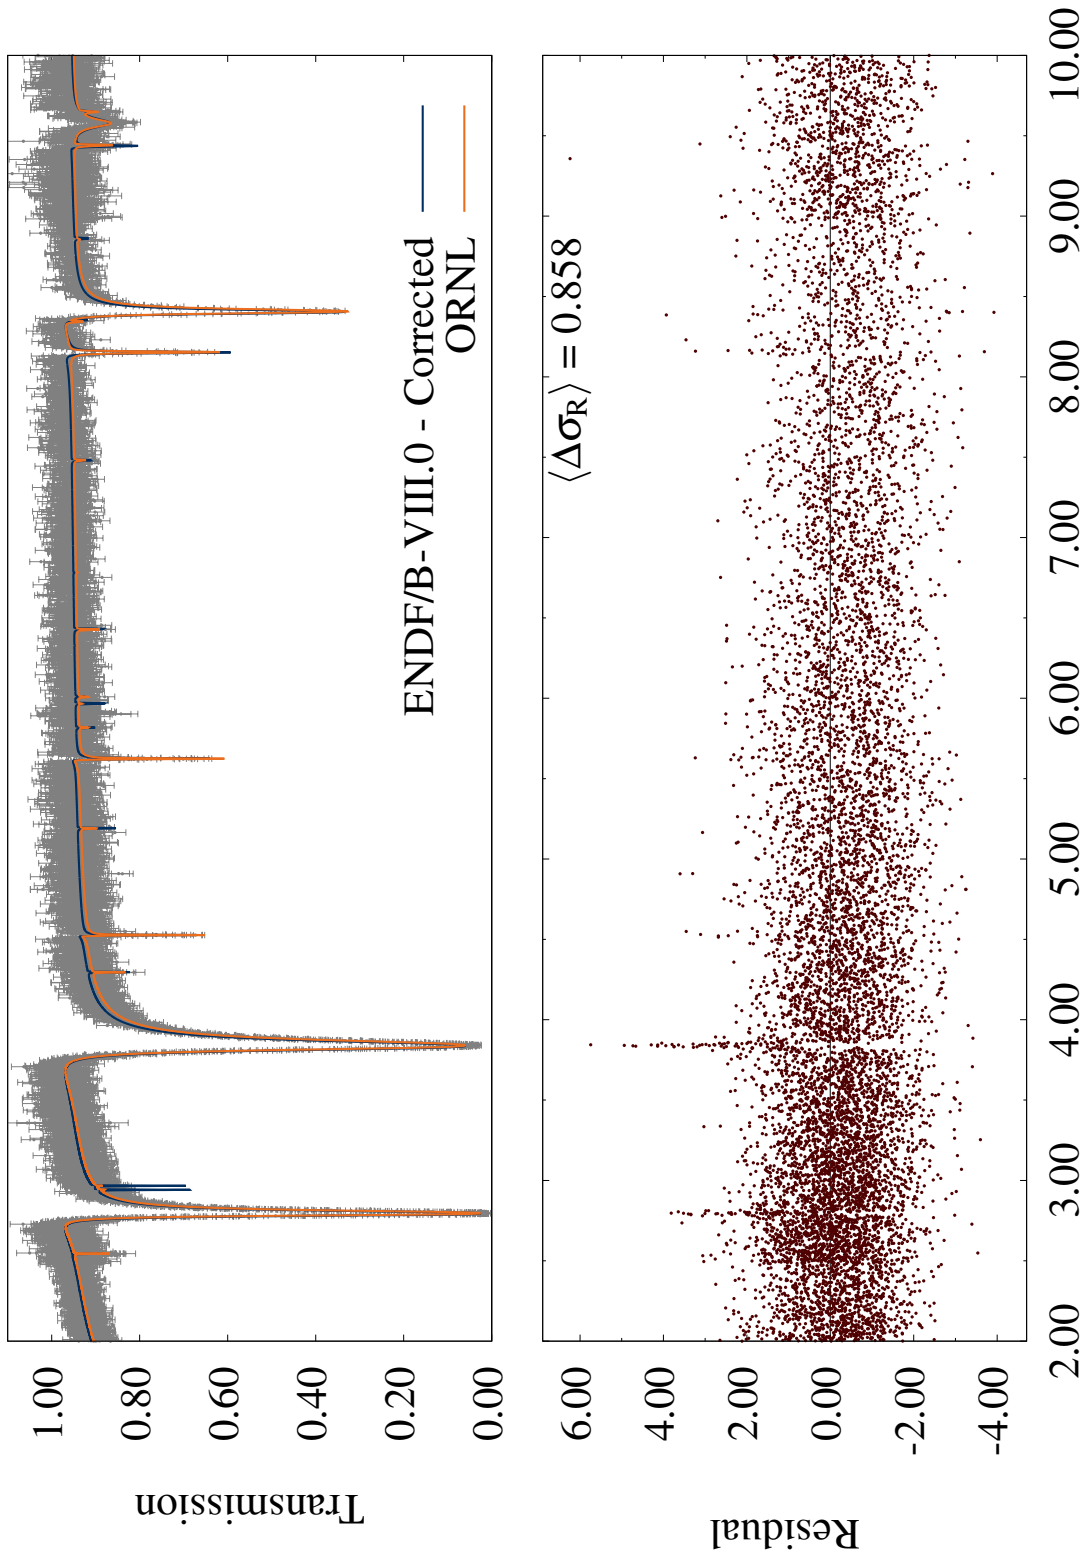 Transmission
1.00
0.80
0.60
0.40
0.20
0.00
ENDF/B-VIII.0 - Corrected
ORNL
Residual
6.00
4.00
2.00
0.00
-2.00
-4.00
⟨Δσ_R⟩ = 0.858
2.00 3.00 4.00 5.00 6.00 7.00 8.00 9.00 10.00